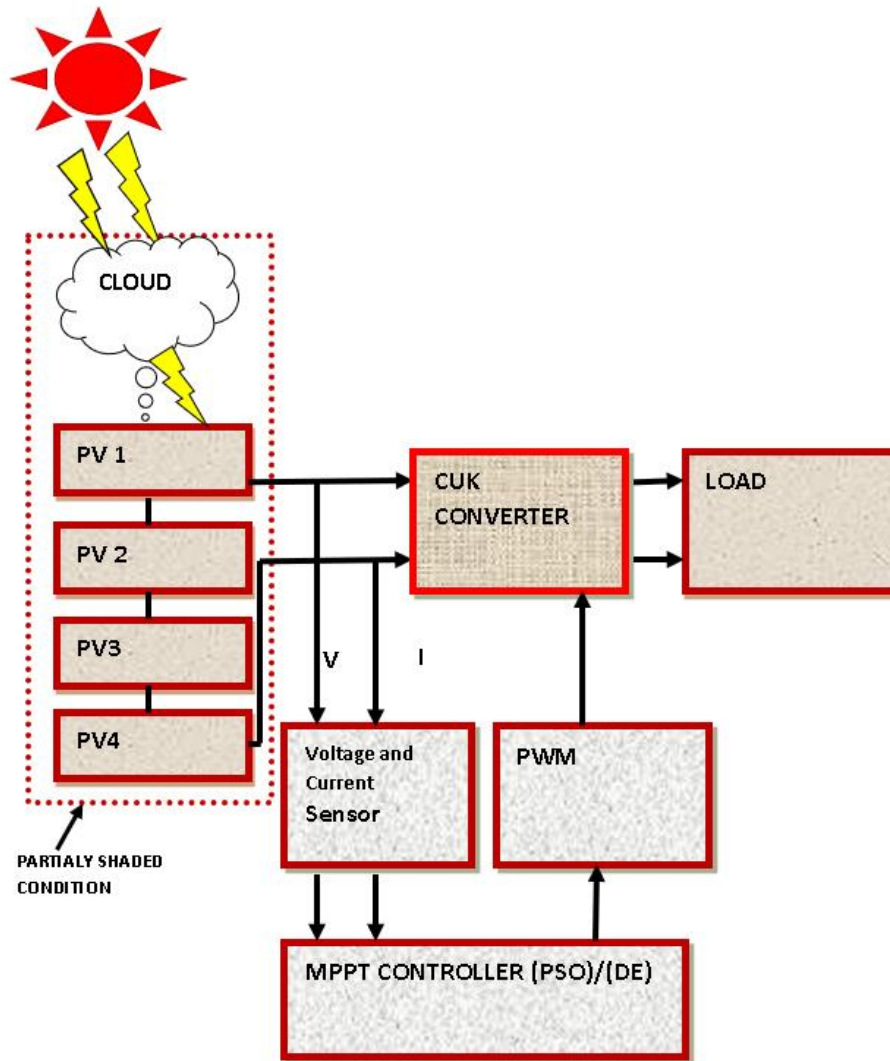 CLOUD
PV 1
PV 2
PV3
PV4
PARTIALY SHADED
CONDITION
CUK
CONVERTER
LOAD
V
I
Voltage and
Current
Sensor
PWM
MPPT CONTROLLER (PSO)/(DE)